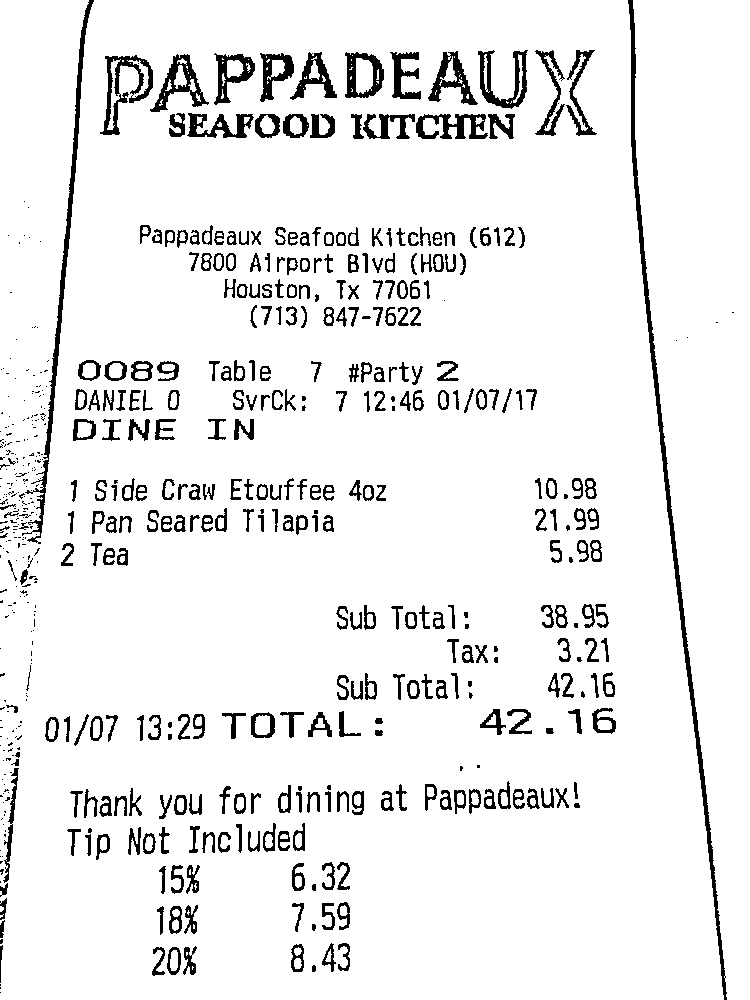 PAPPADEAUX
SEAFOOD KITCHEN
Pappadeaux Seafood Kitchen (612)
7800 Airport Blvd (HOU)
Houston, Tx 77061
(713) 847-7622
0089 Table 7 #Party 2
DANIEL O SvrCk: 7 12:46 01/07/17
DINE IN
1 Side Craw Etouffee 4oz 10.98
1 Pan Seared Tilapia 21.99
2 Tea 5.98
Sub Total: 38.95
Tax: 3.21
Sub Total: 42.16
01/07 13:29 TOTAL: 42.16
Thank you for dining at Pappadeaux!
Tip Not Included
15% 6.32
18% 7.59
20% 8.43